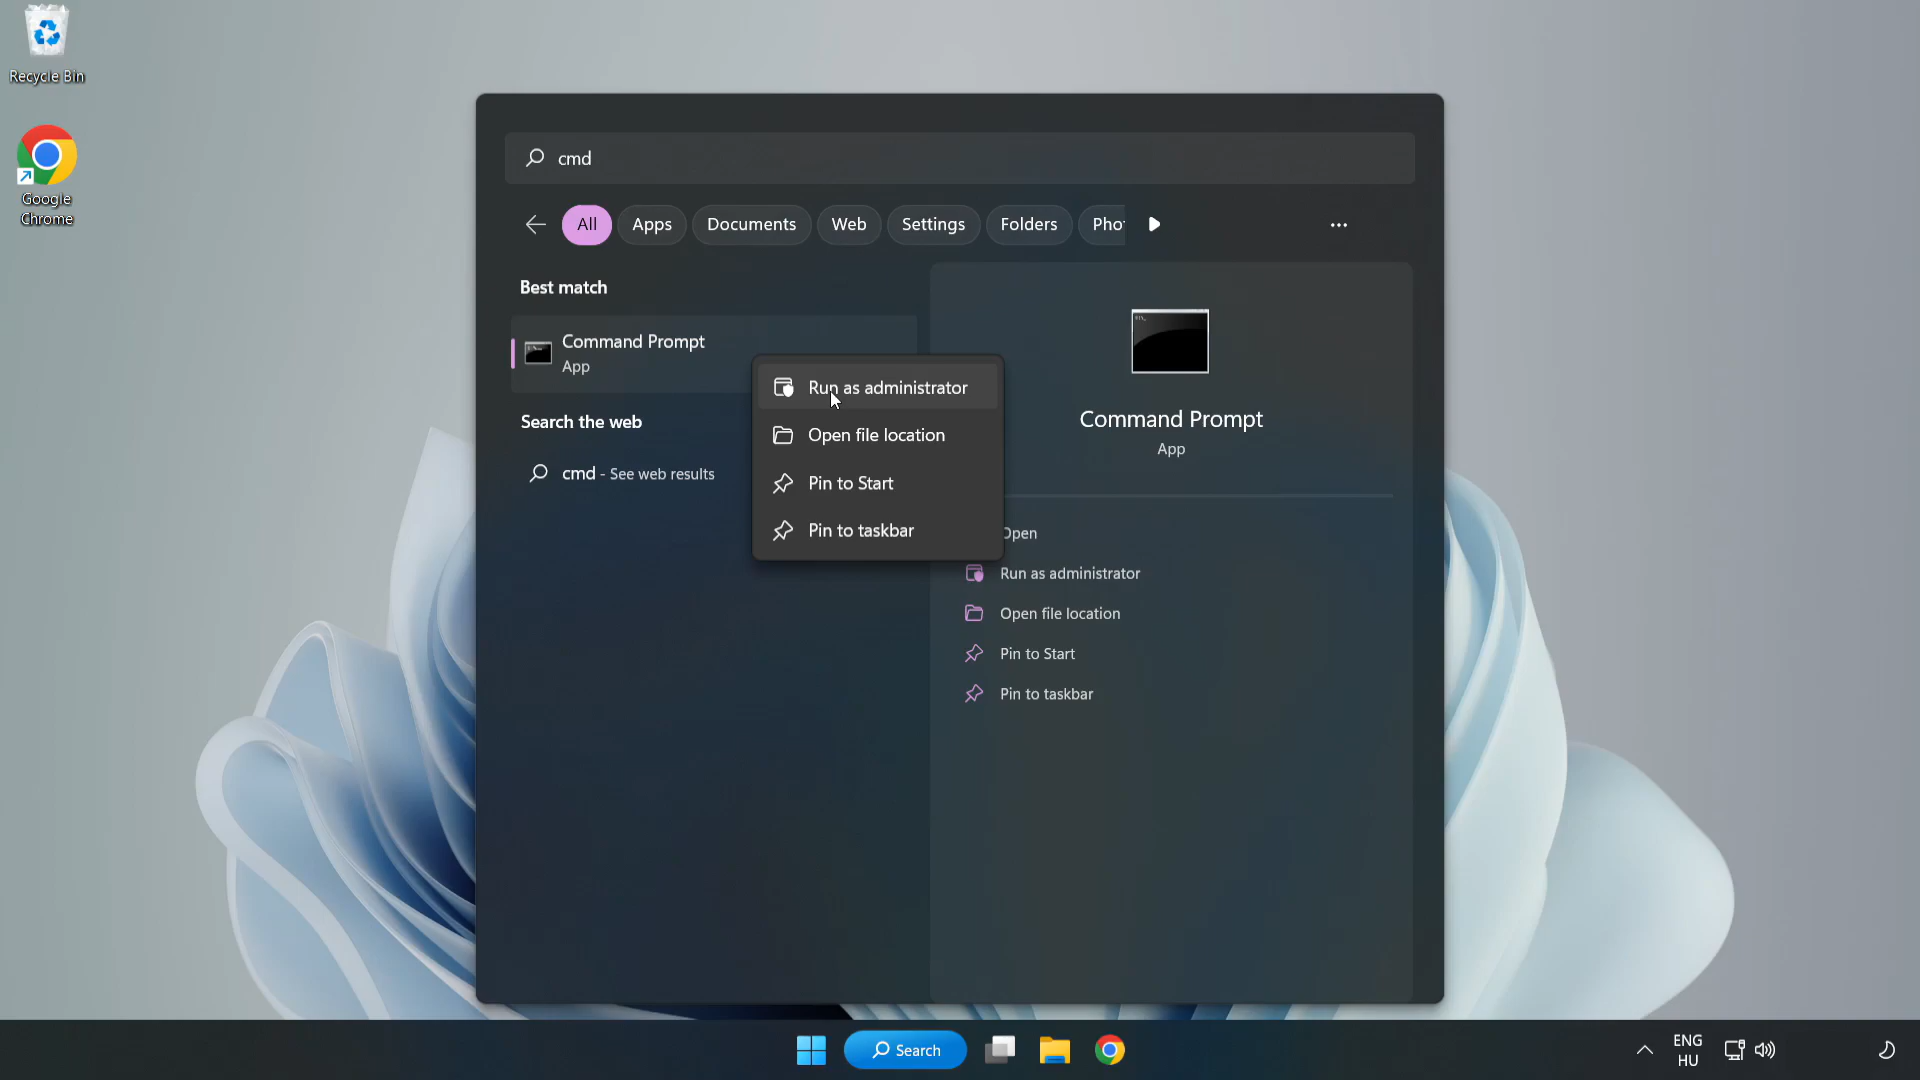 Recycle Bin
Google
Chrome
cmd
All
Apps
Documents
Web
Settings
Folders
Pho
Best match
Command Prompt
App
Search the web
cmd - See web results
Run as administrator
Open file location
Pin to Start
Pin to taskbar
Command Prompt
App
Open
Run as administrator
Open file location
Pin to Start
Pin to taskbar
Search
ENG
HU